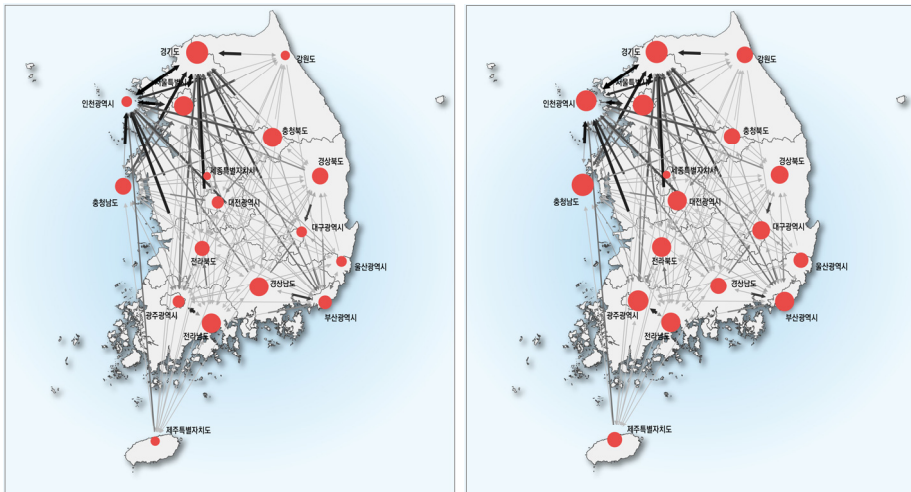 경기도
강원도
서울특별시
인천광역시
충청북도
경상북도
세종특별자치시
충청남도
대전광역시
대구광역시
전라북도
울산광역시
경상남도
광주광역시
부산광역시
전라남도
제주특별자치도
경기도
강원도
서울특별시
인천광역시
충청북도
경상북도
세종특별자치시
충청남도
대전광역시
대구광역시
전라북도
울산광역시
경상남도
광주광역시
부산광역시
전라남도
제주특별자치도